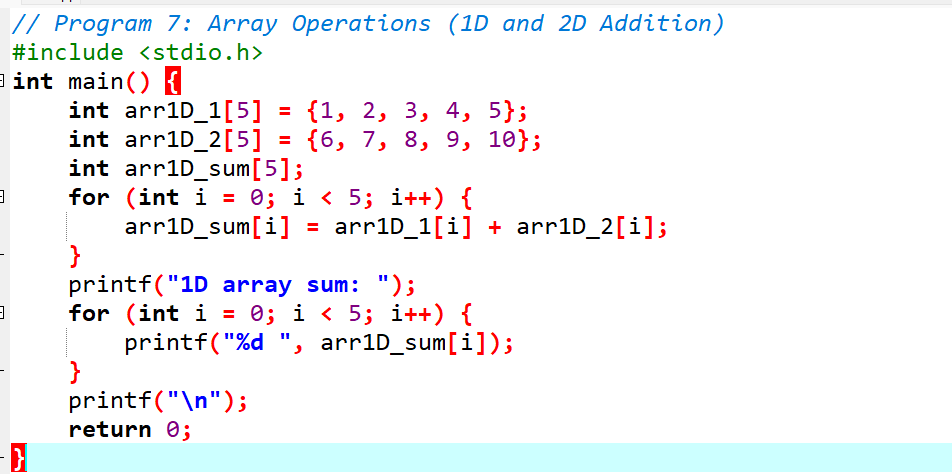 // Program 7: Array Operations (1D and 2D Addition)
#include <stdio.h>
int main() {
    int arr1D_1[5] = {1, 2, 3, 4, 5};
    int arr1D_2[5] = {6, 7, 8, 9, 10};
    int arr1D_sum[5];
    for (int i = 0; i < 5; i++) {
        arr1D_sum[i] = arr1D_1[i] + arr1D_2[i];
    }
    printf("1D array sum: ");
    for (int i = 0; i < 5; i++) {
        printf("%d ", arr1D_sum[i]);
    }
    printf("\n");
    return 0;
}